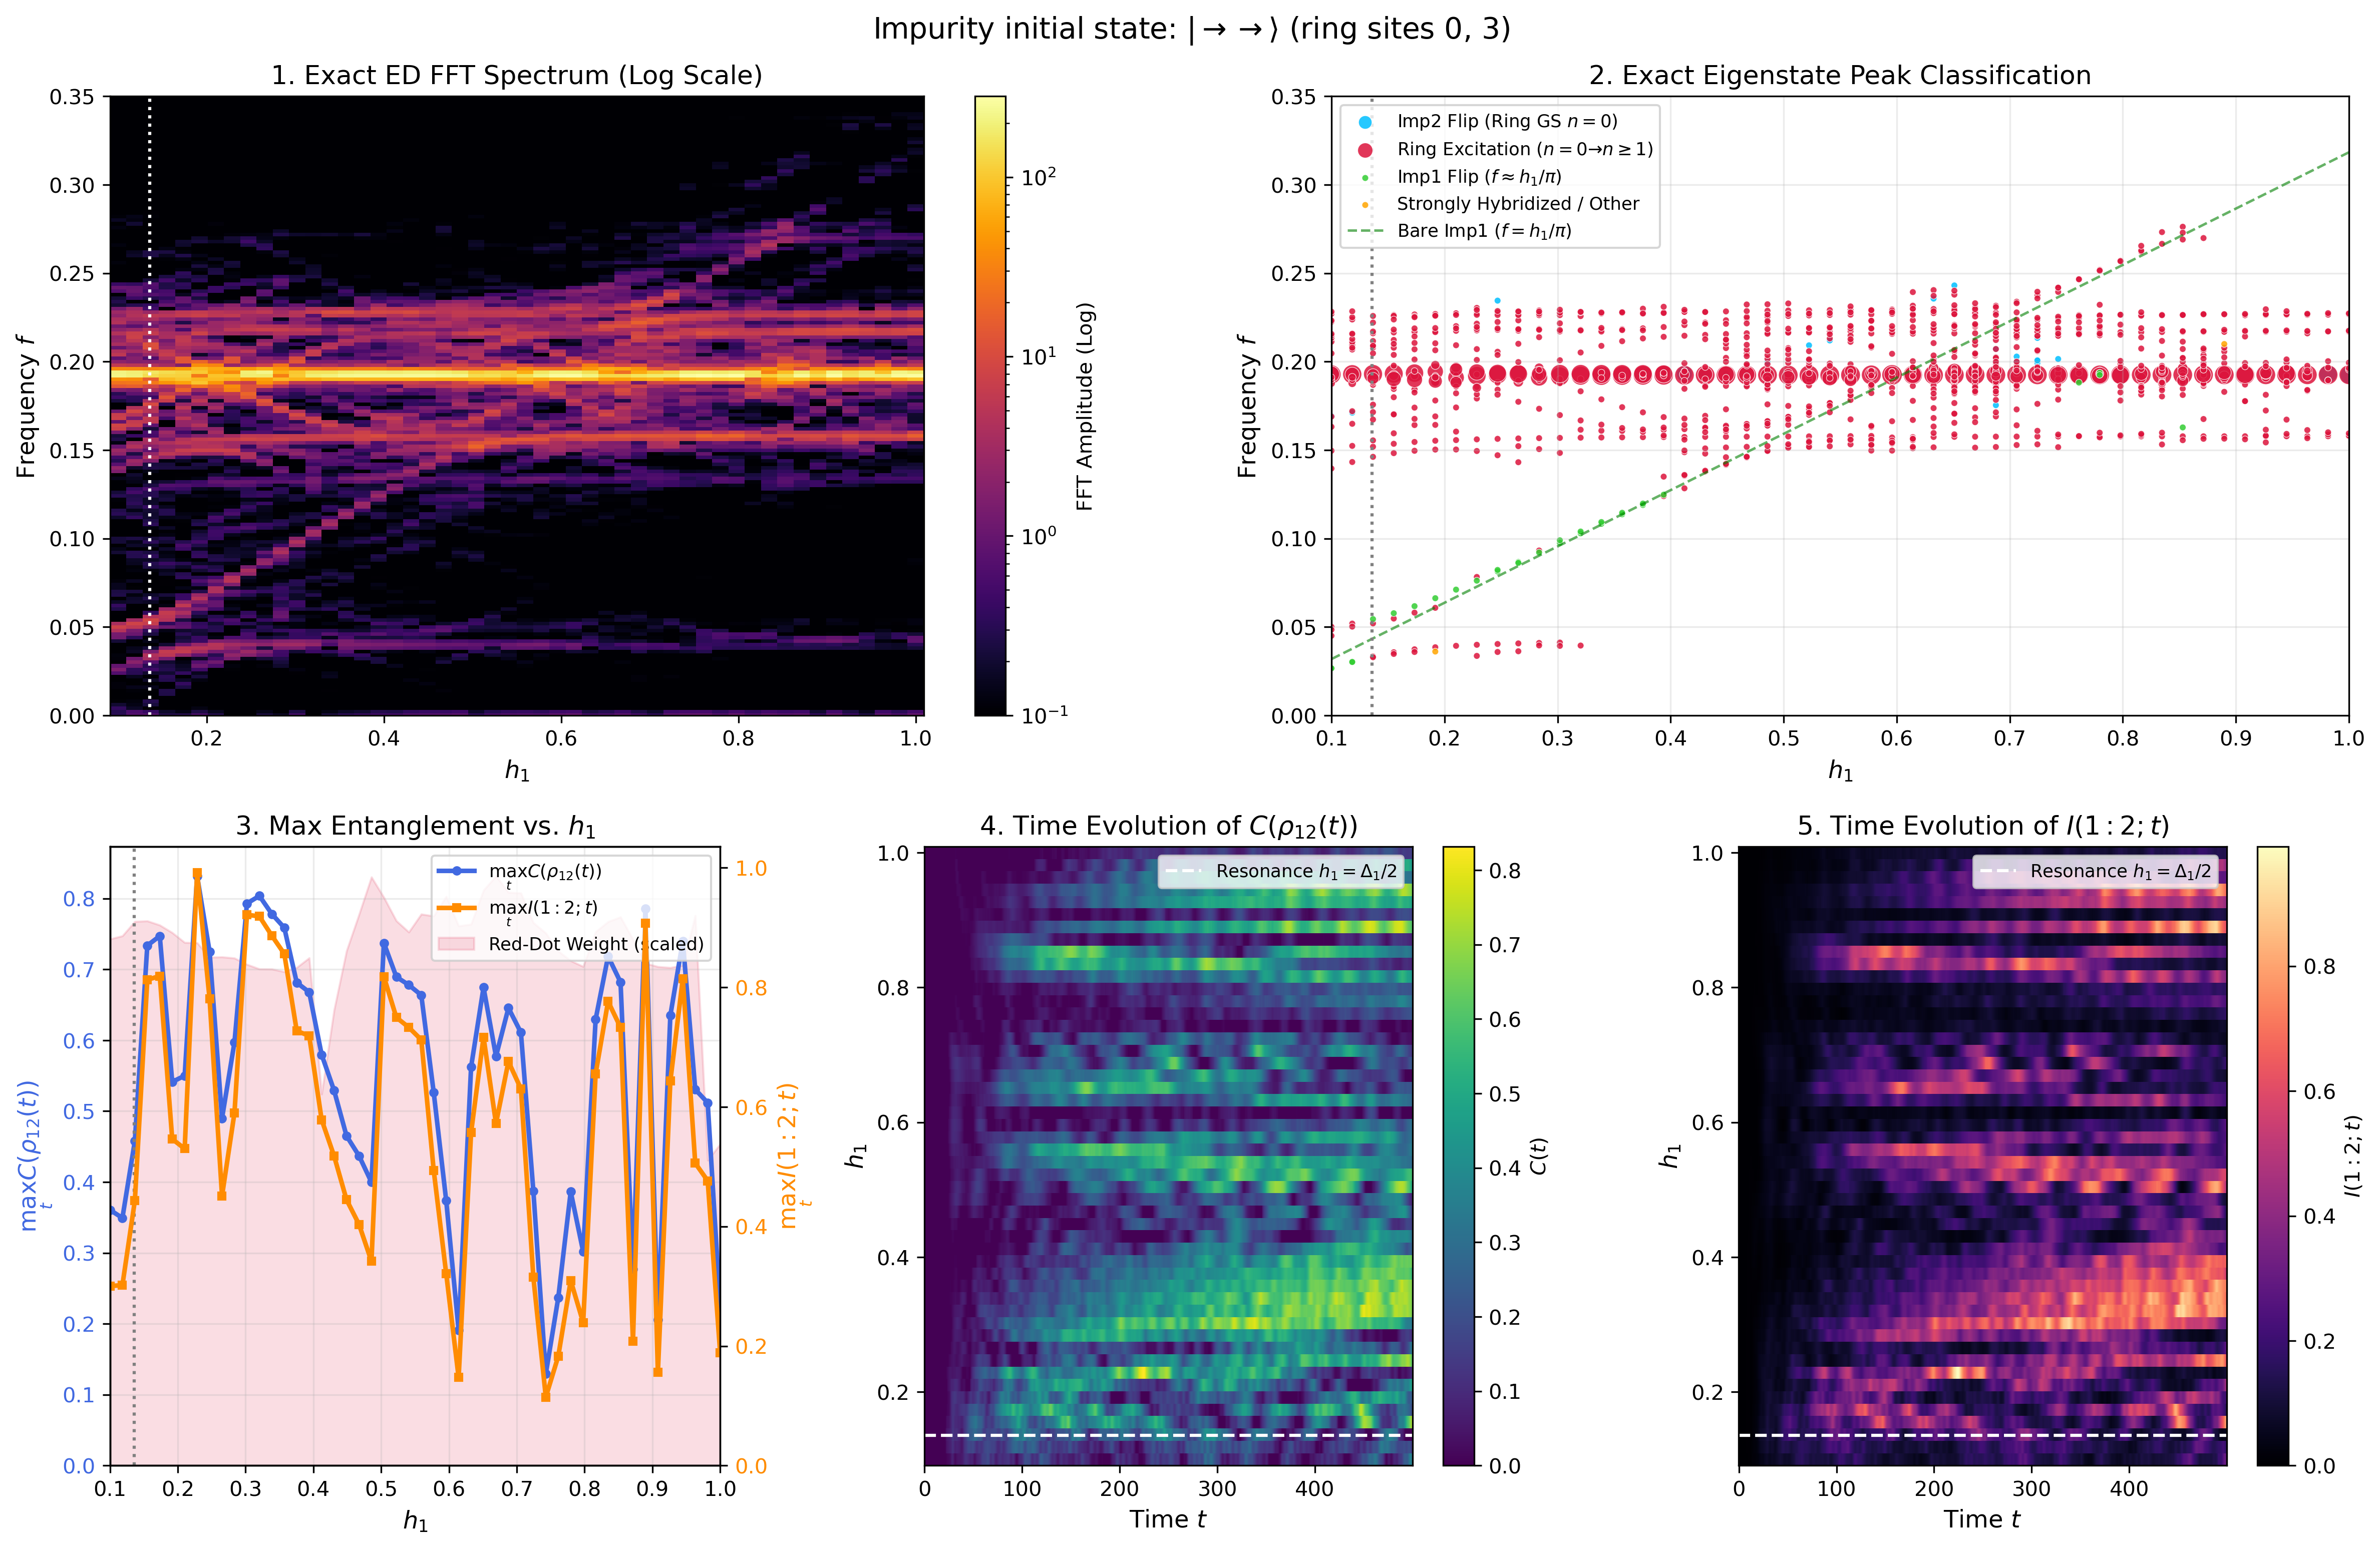 Impurity initial state: |→→⟩ (ring sites 0, 3)
1. Exact ED FFT Spectrum (Log Scale)
0.35
0.30
0.25
0.20
0.15
0.10
0.05
0.00
Frequency f
0.2 0.4 0.6 0.8 1.0
h₁
10²
10¹
10⁰
10⁻¹
FFT Amplitude (Log)
2. Exact Eigenstate Peak Classification
Imp2 Flip (Ring GS n = 0)
Ring Excitation (n = 0→n ≥ 1)
Imp1 Flip (f ≈ h₁/π)
Strongly Hybridized / Other
Bare Imp1 (f = h₁/π)
0.35
0.30
0.25
0.20
0.15
0.10
0.05
0.00
Frequency f
0.1 0.2 0.3 0.4 0.5 0.6 0.7 0.8 0.9 1.0
h₁
3. Max Entanglement vs. h₁
max C(ρ₁₂(t))
t
max I(1 : 2; t)
t
Red-Dot Weight (scaled)
0.8
0.7
0.6
0.5
0.4
0.3
0.2
0.1
0.0
max C(ρ₁₂(t))
t
1.0
0.8
0.6
0.4
0.2
0.0
max I(1 : 2; t)
t
0.1 0.2 0.3 0.4 0.5 0.6 0.7 0.8 0.9 1.0
h₁
4. Time Evolution of C(ρ₁₂(t))
Resonance h₁ = Δ₁/2
1.0
0.8
0.6
0.4
0.2
h₁
0 100 200 300 400
Time t
0.8
0.7
0.6
0.5
0.4
0.3
0.2
0.1
0.0
C(t)
5. Time Evolution of I(1 : 2; t)
Resonance h₁ = Δ₁/2
1.0
0.8
0.6
0.4
0.2
h₁
0 100 200 300 400
Time t
0.8
0.6
0.4
0.2
0.0
I(1 : 2; t)